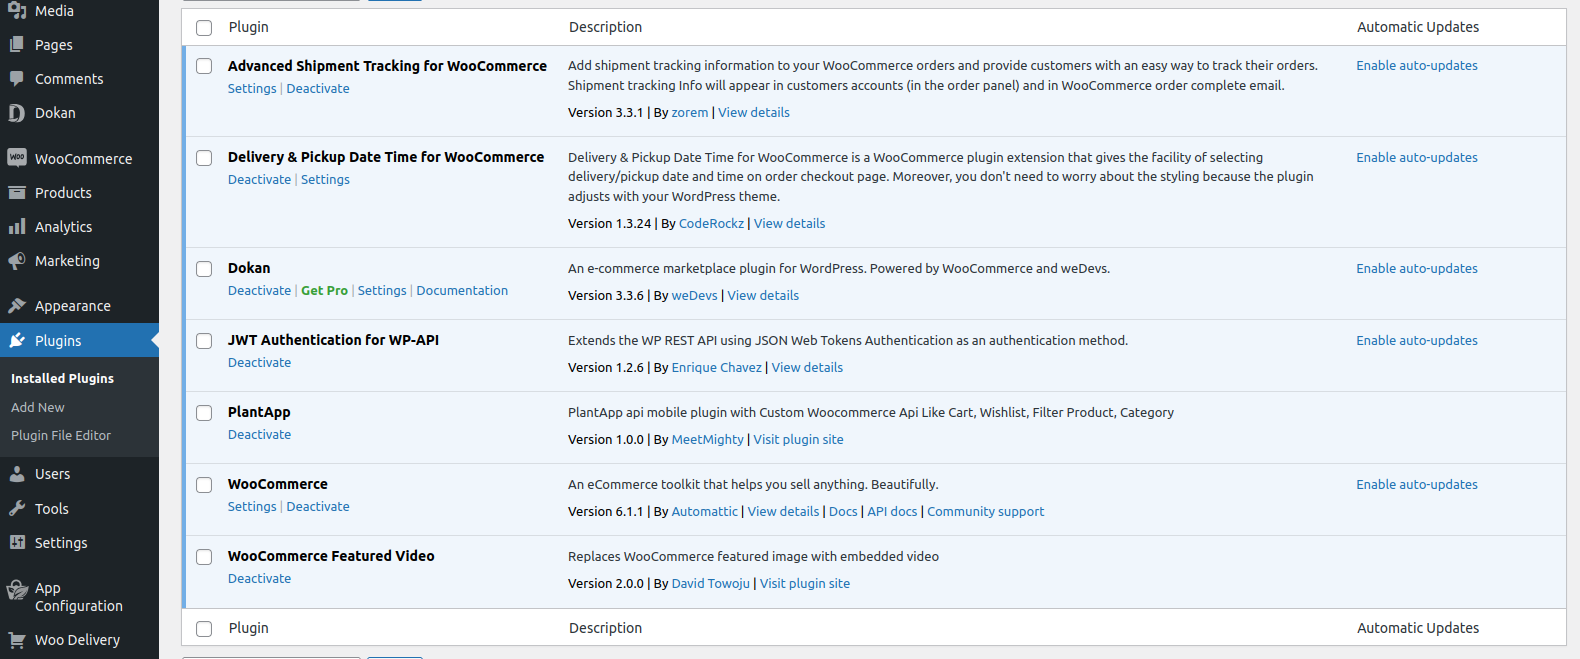 Media
Pages
Comments
Dokan
WooCommerce
Products
Analytics
Marketing
Appearance
Plugins
Installed Plugins
Add New
Plugin File Editor
Users
Tools
Settings
App
Configuration
Woo Delivery
Plugin Description Automatic Updates
Advanced Shipment Tracking for WooCommerce
Settings | Deactivate
Add shipment tracking information to your WooCommerce orders and provide customers with an easy way to track their orders.
Shipment tracking Info will appear in customers accounts (in the order panel) and in WooCommerce order complete email.
Version 3.3.1 | By zorem | View details
Enable auto-updates
Delivery & Pickup Date Time for WooCommerce
Deactivate | Settings
Delivery & Pickup Date Time for WooCommerce is a WooCommerce plugin extension that gives the facility of selecting
delivery/pickup date and time on order checkout page. Moreover, you don't need to worry about the styling because the plugin
adjusts with your WordPress theme.
Version 1.3.24 | By CodeRockz | View details
Enable auto-updates
Dokan
Deactivate | Get Pro | Settings | Documentation
An e-commerce marketplace plugin for WordPress. Powered by WooCommerce and weDevs.
Version 3.3.6 | By weDevs | View details
Enable auto-updates
JWT Authentication for WP-API
Deactivate
Extends the WP REST API using JSON Web Tokens Authentication as an authentication method.
Version 1.2.6 | By Enrique Chavez | View details
Enable auto-updates
PlantApp
Deactivate
PlantApp api mobile plugin with Custom Woocommerce Api Like Cart, Wishlist, Filter Product, Category
Version 1.0.0 | By MeetMighty | Visit plugin site
WooCommerce
Settings | Deactivate
An eCommerce toolkit that helps you sell anything. Beautifully.
Version 6.1.1 | By Automattic | View details | Docs | API docs | Community support
Enable auto-updates
WooCommerce Featured Video
Deactivate
Replaces WooCommerce featured image with embedded video
Version 2.0.0 | By David Towoju | Visit plugin site
Plugin Description Automatic Updates